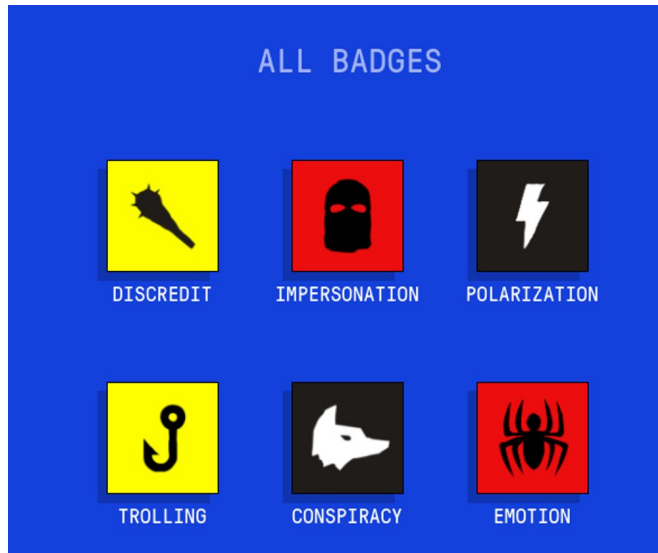 ALL BADGES
DISCREDIT IMPERSONATION POLARIZATION
TROLLING CONSPIRACY EMOTION